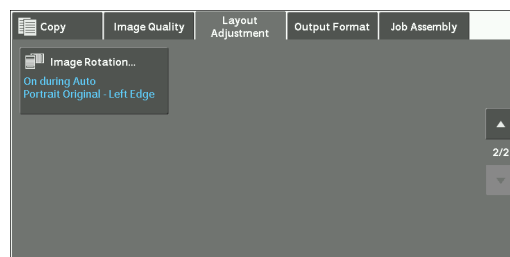 Copy
Image Quality
Layout
Adjustment
Output Format
Job Assembly
Image Rotation...
On during Auto
Portrait Original - Left Edge
2/2